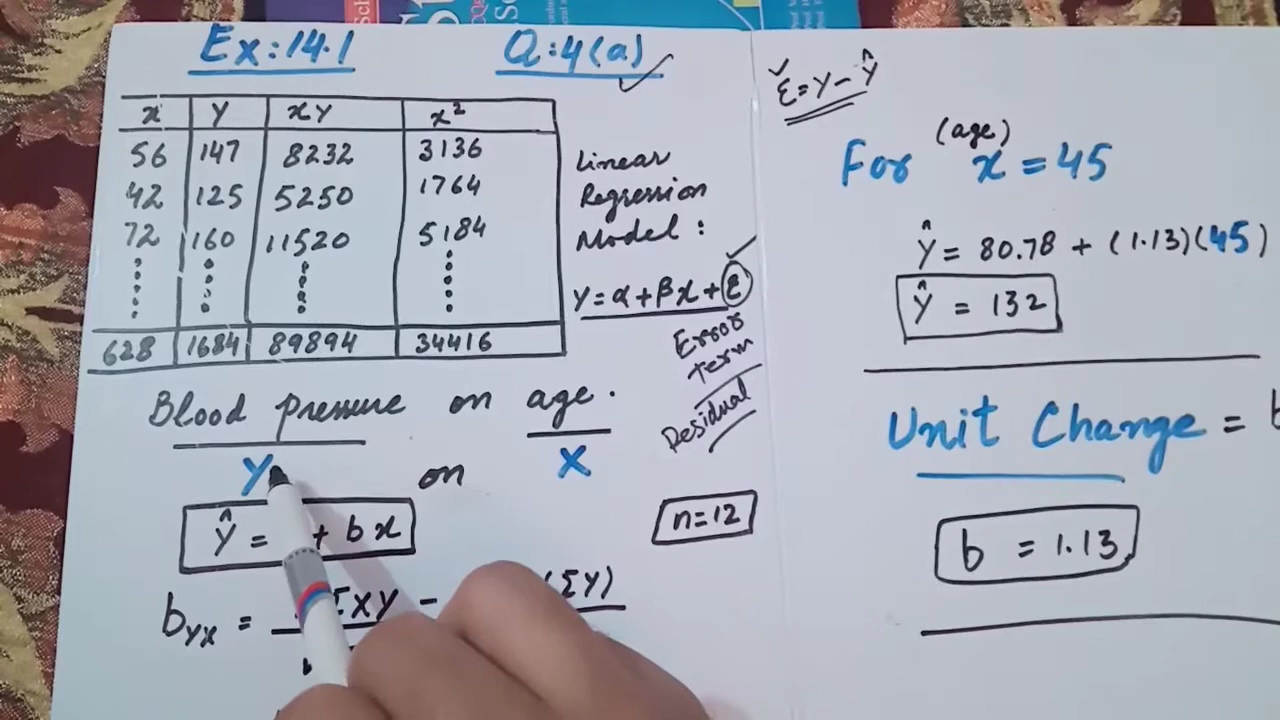 Ex:14.1 Q:4(a)
x Y xY x²
56 147 8232 3136
42 125 5250 1764
72 160 11520 5184
628 1684 89894 34416
Linear
Regression
Model:
Y=α+βx+ε
Error
Term
Residual
Blood Pressure on age.
Y on X
Ŷ = + bx
n=12
bYX = ΣXY - (ΣY)
ε=Y-Ŷ
(age)
For x=45
Ŷ = 80.78 + (1.13)(45)
Ŷ = 132
Unit Change = b
b = 1.13